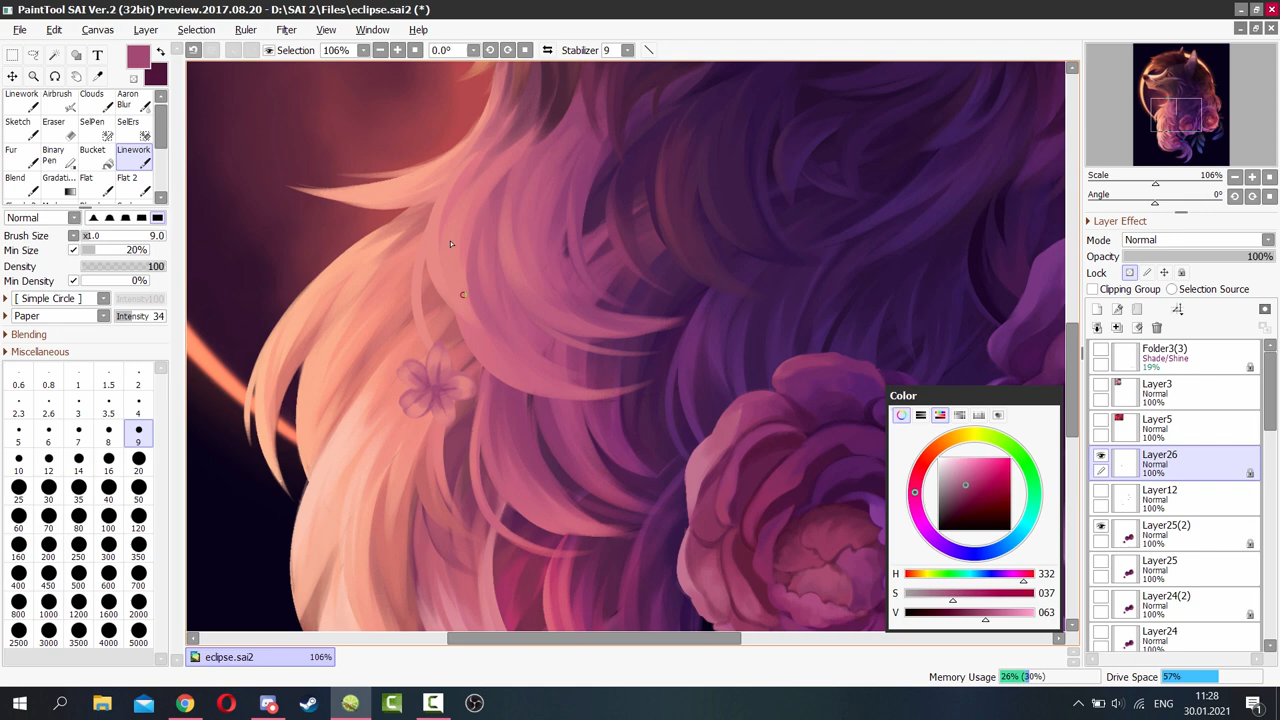 PaintTool SAI Ver.2 (32bit) Preview.2017.08.20 - D:\SAI 2\Files\eclipse.sai2 (*)
File Edit Canvas Layer Selection Ruler Filter View Window Help
Selection 106% 0.0° Stabilizer 9
T
Linework Airbrush Clouds Aaron Blur
Sketch Eraser SelPen SelErs
Fur Binary Pen Bucket Linework
Blend Gradati... Flat Flat 2
Normal
Brush Size x1.0 9.0
Min Size 20%
Density 100
Min Density 0%
[ Simple Circle ] Intensity 100
Paper Intensity 34
Blending
Miscellaneous
0.6 0.8 1 1.5 2
2.3 2.6 3 3.5 4
5 6 7 8 9
10 12 14 16 20
25 30 35 40 50
60 70 80 100 120
160 200 250 300 350
400 450 500 600 700
800 1000 1200 1600 1400
2500 3000 3500 4000 5000
Color
H 332
S 037
V 063
Scale 106%
Angle 0°
Layer Effect
Mode Normal
Opacity 100%
Lock
Clipping Group Selection Source
Folder3(3)
Shade/Shine
19%
Layer3
Normal
100%
Layer5
Normal
100%
Layer26
Normal
100%
Layer12
Normal
100%
Layer25(2)
Normal
100%
Layer25
Normal
100%
Layer24(2)
Normal
100%
Layer24
Normal
100%
eclipse.sai2 106%
Memory Usage 26% (30%) Drive Space 57%
ENG 11:28
30.01.2021